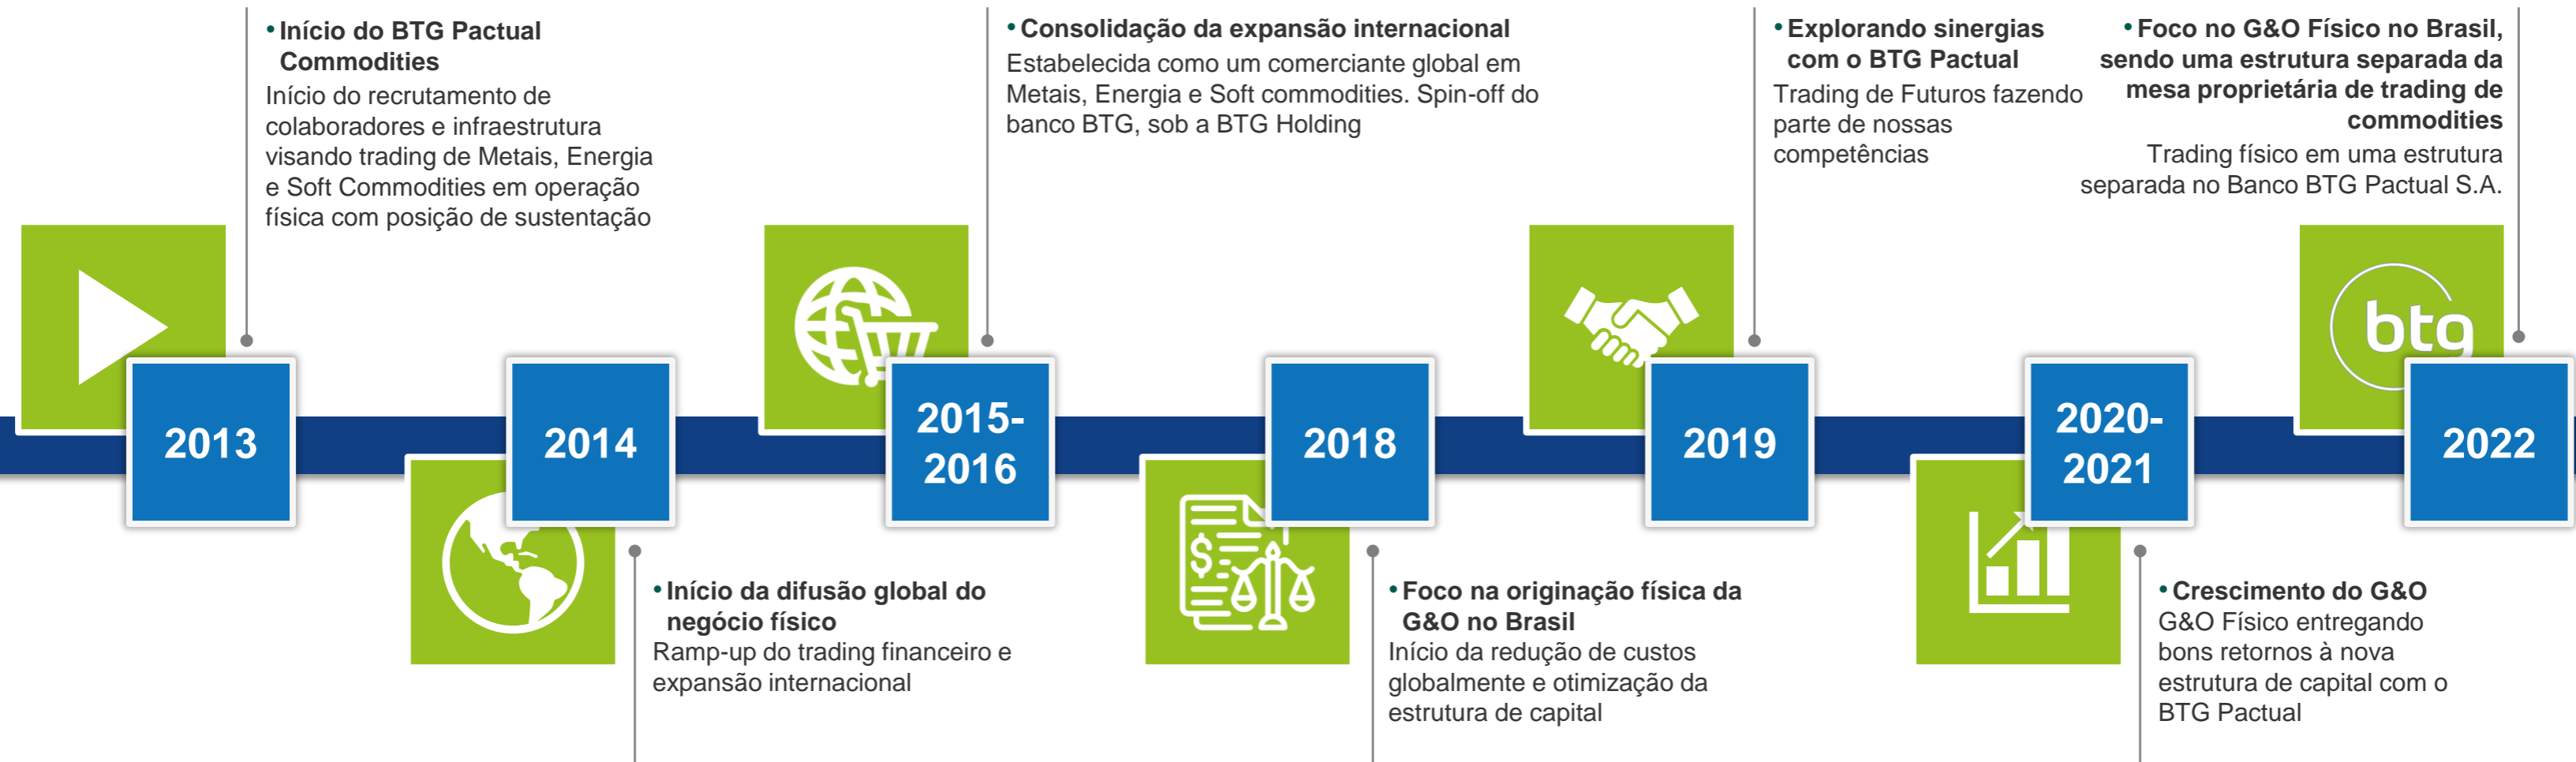 • Início do BTG Pactual
Commodities
Início do recrutamento de
colaboradores e infraestrutura
visando trading de Metais, Energia
e Soft Commodities em operação
física com posição de sustentação
• Consolidação da expansão internacional
Estabelecida como um comerciante global em
Metais, Energia e Soft commodities. Spin-off do
banco BTG, sob a BTG Holding
• Explorando sinergias
com o BTG Pactual
Trading de Futuros fazendo
parte de nossas
competências
• Foco no G&O Físico no Brasil,
sendo uma estrutura separada da
mesa proprietária de trading de
commodities
Trading físico em uma estrutura
separada no Banco BTG Pactual S.A.
btg
2013
2014
2015-
2016
2018
2019
2020-
2021
2022
$
• Início da difusão global do
negócio físico
Ramp-up do trading financeiro e
expansão internacional
• Foco na originação física da
G&O no Brasil
Início da redução de custos
globalmente e otimização da
estrutura de capital
• Crescimento do G&O
G&O Físico entregando
bons retornos à nova
estrutura de capital com o
BTG Pactual